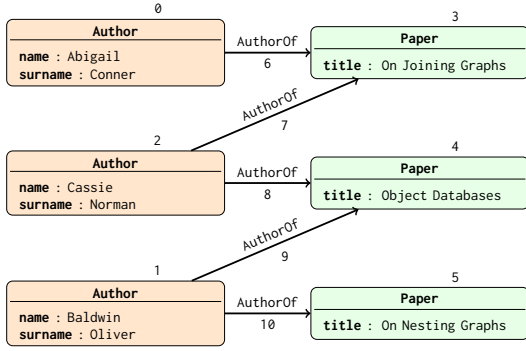 0
Author
name : Abigail
surname : Conner
AuthorOf
6
3
Paper
title : On Joining Graphs
AuthorOf
7
2
Author
name : Cassie
surname : Norman
AuthorOf
8
4
Paper
title : Object Databases
AuthorOf
9
1
Author
name : Baldwin
surname : Oliver
AuthorOf
10
5
Paper
title : On Nesting Graphs